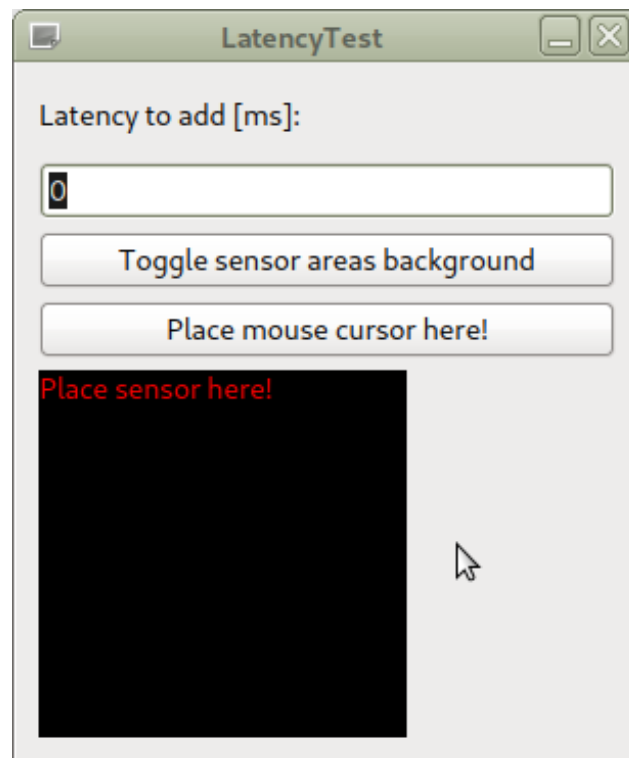 LatencyTest
Latency to add [ms]:
0
Toggle sensor areas background
Place mouse cursor here!
Place sensor here!